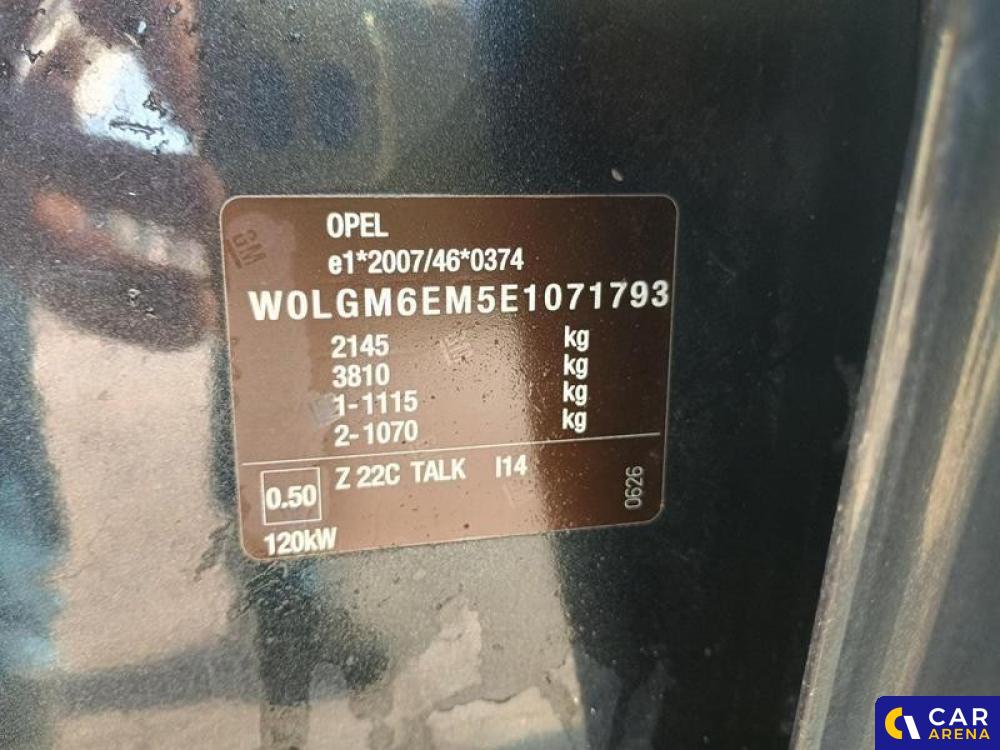 OPEL
e1*2007/46*0374
W0LGM6EM5E1071793
2145 kg
3810 kg
1-1115 kg
2-1070 kg
0.50 Z 22C TALK I14
0626
120kW
GM
CAR
ARENA